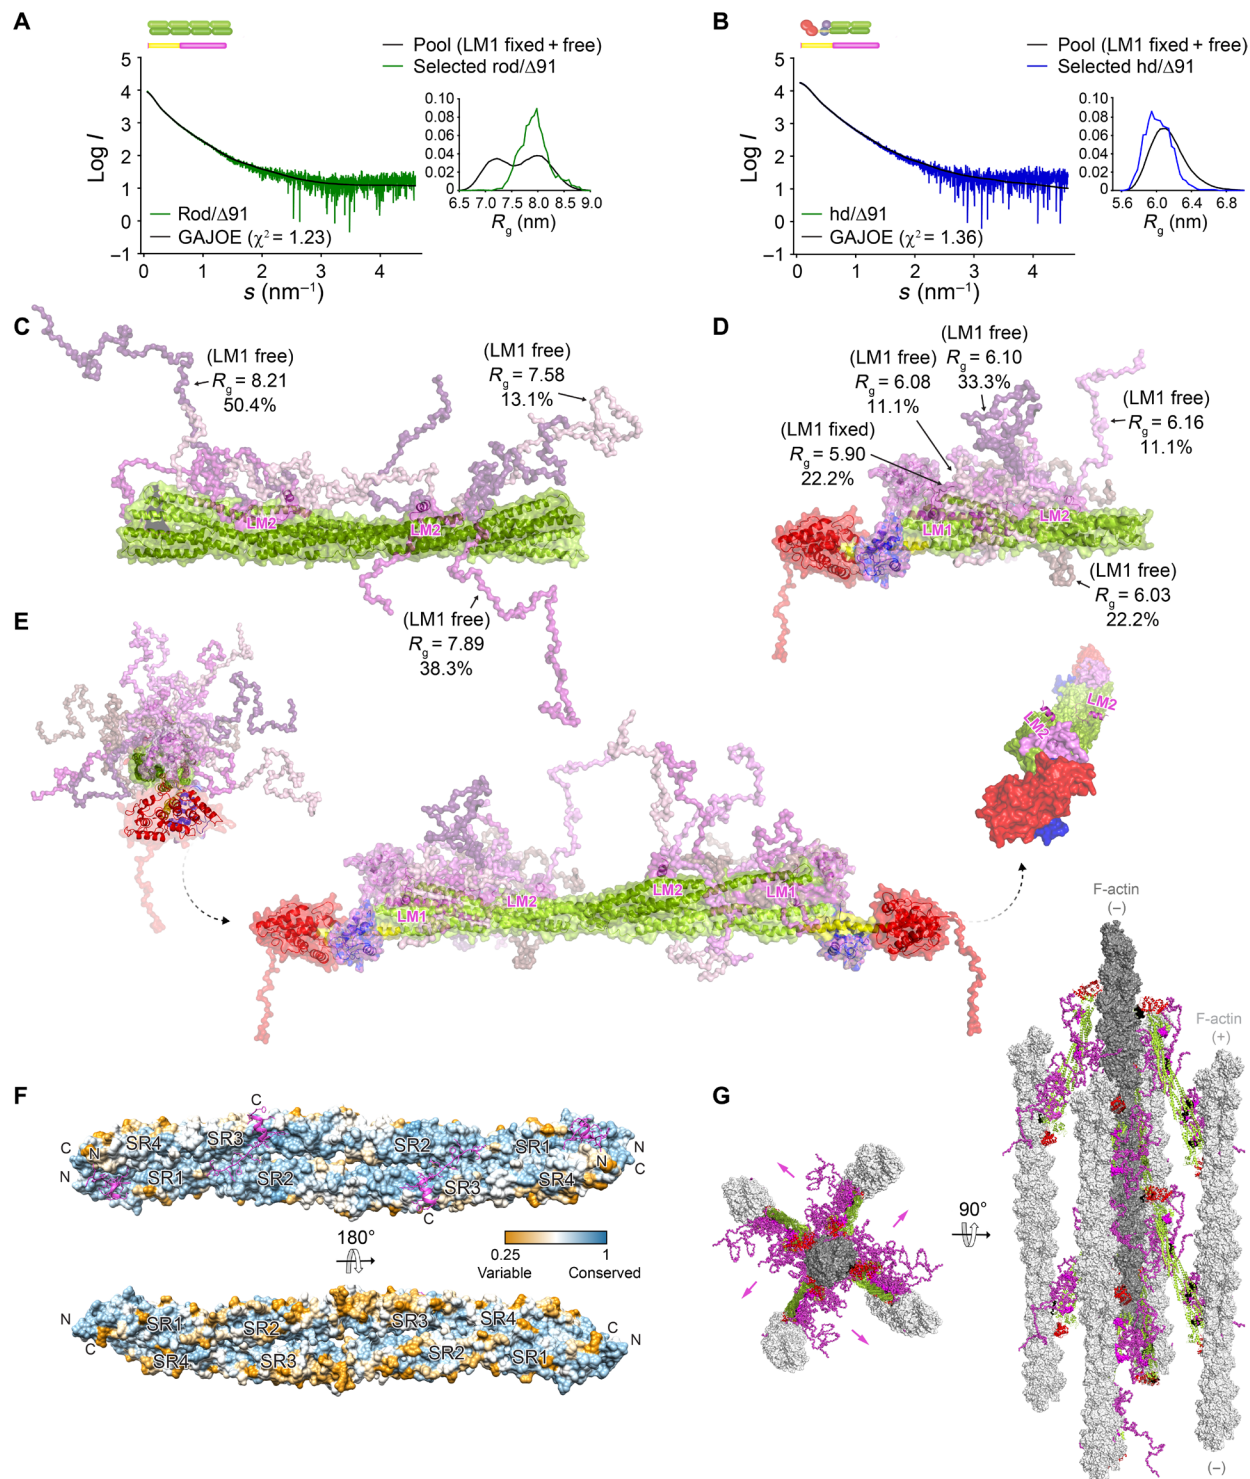 A
Pool (LM1 fixed + free)
Selected rod/Δ91
5
4
3
2
1
0
–1
Log I
0.10
0.08
0.06
0.04
0.02
0
6.5 7.2 7.5 8.0 8.5 9.0
Rg (nm)
Rod/Δ91
GAJOE (χ² = 1.23)
0 1 2 3 4
s (nm⁻¹)
B
Pool (LM1 fixed + free)
Selected hd/Δ91
5
4
3
2
1
0
–1
Log I
0.10
0.08
0.06
0.04
0.02
0
5.6 6.0 6.4 6.8
Rg (nm)
hd/Δ91
GAJOE (χ² = 1.36)
0 1 2 3 4
s (nm⁻¹)
C
(LM1 free)
Rg = 8.21
50.4%
(LM1 free)
Rg = 7.58
13.1%
LM2
LM2
(LM1 free)
Rg = 7.89
38.3%
D
(LM1 free)
Rg = 6.10
33.3%
(LM1 free)
Rg = 6.08
11.1%
(LM1 free)
Rg = 6.16
11.1%
(LM1 fixed)
Rg = 5.90
22.2%
LM1
LM2
(LM1 free)
Rg = 6.03
22.2%
E
LM2
LM2
LM1
LM2
LM2
LM1
F
C
C
N
N
SR4
SR3
SR2
SR1
SR1
SR2
SR3
SR4
N
N
C
C
180°
0.25
1
Variable
Conserved
N
C
SR1
SR2
SR3
SR4
SR4
SR3
SR2
SR1
N
C
G
90°
F-actin
(–)
F-actin
(+)
(–)